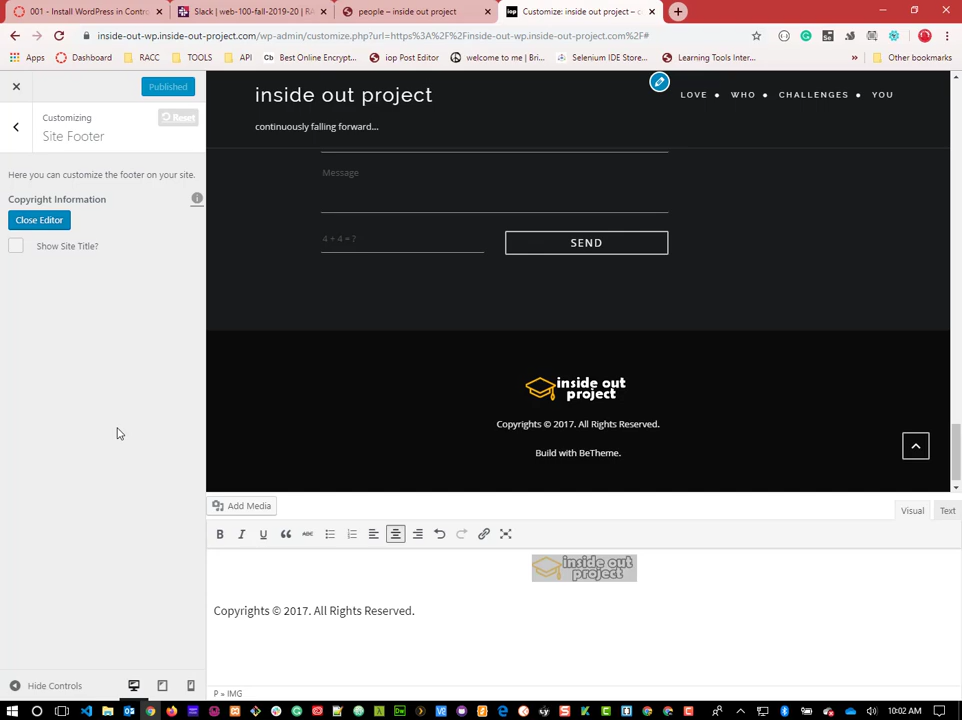 001 - Install WordPress in Contro
Slack | web-100-fall-2019-20 | RA
people – inside out project
iop
Customize: inside out project – c
inside-out-wp.inside-out-project.com/wp-admin/customize.php?url=https%3A%2F%2Finside-out-wp.inside-out-project.com%2F#
Apps
Dashboard
RACC
TOOLS
API
Cb
Best Online Encrypt...
iop Post Editor
welcome to me | Bri...
Selenium IDE Store...
Learning Tools Inter...
»
Other bookmarks
Published
Customizing
Reset
Site Footer
Here you can customize the footer on your site.
Copyright Information
Close Editor
Show Site Title?
inside out project
LOVE
WHO
CHALLENGES
YOU
continuously falling forward...
Message
4 + 4 = ?
SEND
inside out
project
Copyrights © 2017. All Rights Reserved.
Build with BeTheme.
Add Media
Visual
Text
B I U ABC
inside out
project
Copyrights © 2017. All Rights Reserved.
Hide Controls
P » IMG
10:02 AM